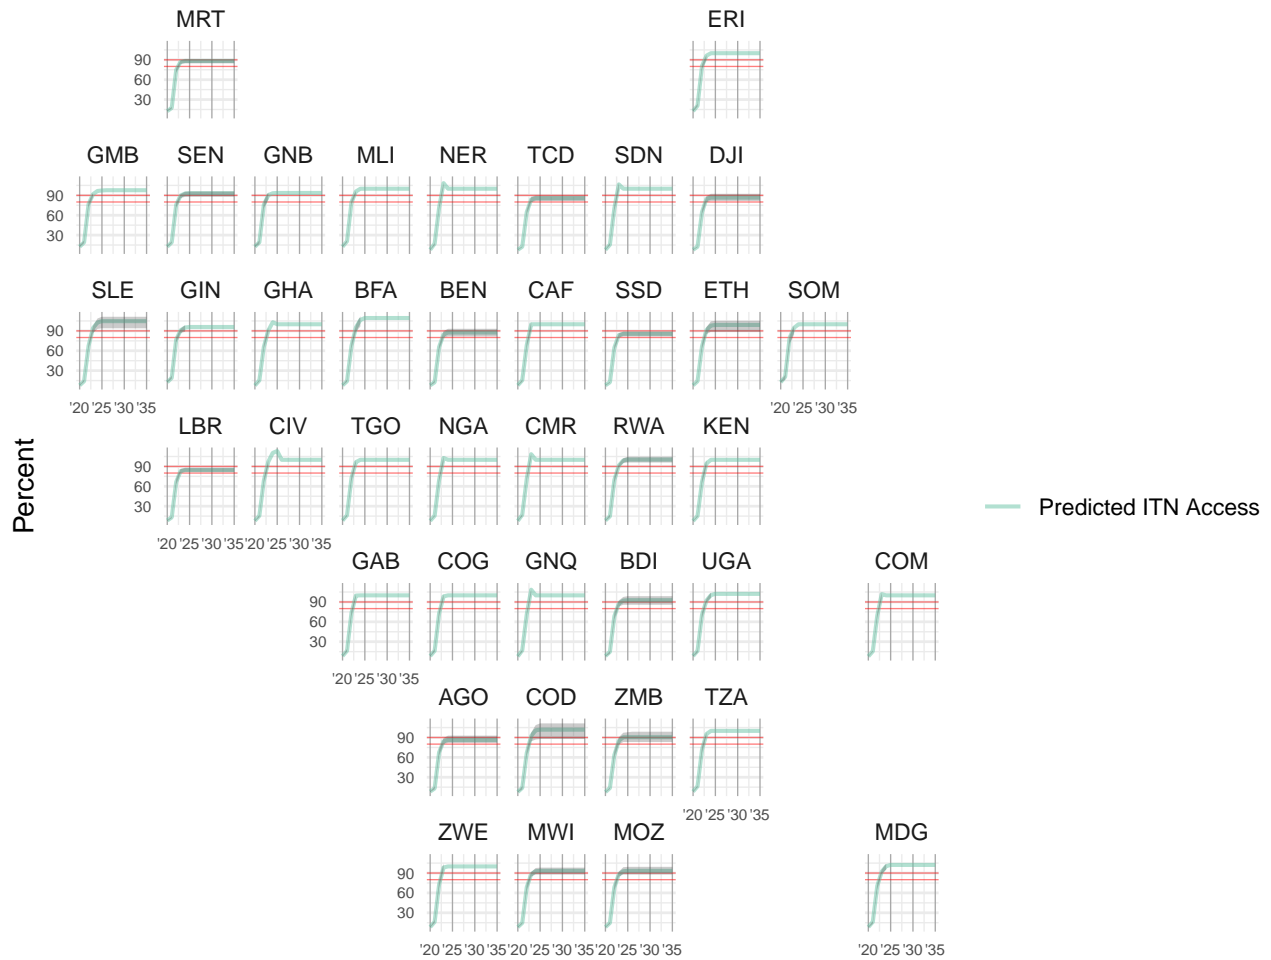 MRT ERI
90
60
30
GMB SEN GNB MLI NER TCD SDN DJI
90
60
30
SLE GIN GHA BFA BEN CAF SSD ETH SOM
90
60
30
'20 '25 '30 '35 '20 '25 '30 '35
LBR CIV TGO NGA CMR RWA KEN
90
60
30
'20 '25 '30 '35 '20 '25 '30 '35
GAB COG GNQ BDI UGA COM
90
60
30
'20 '25 '30 '35
AGO COD ZMB TZA
90
60
30
'20 '25 '30 '35
ZWE MWI MOZ MDG
90
60
30
'20 '25 '30 '35 '20 '25 '30 '35 '20 '25 '30 '35 '20 '25 '30 '35
Percent
Predicted ITN Access